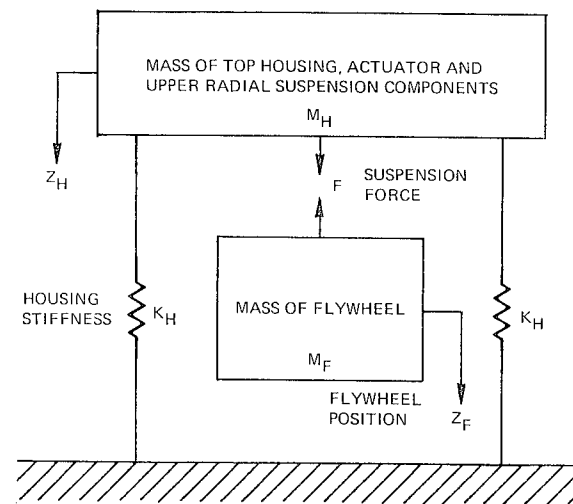 MASS OF TOP HOUSING, ACTUATOR AND
UPPER RADIAL SUSPENSION COMPONENTS
M_H
Z_H
F
SUSPENSION
FORCE
HOUSING
STIFFNESS
K_H
MASS OF FLYWHEEL
M_F
K_H
FLYWHEEL
POSITION
Z_F